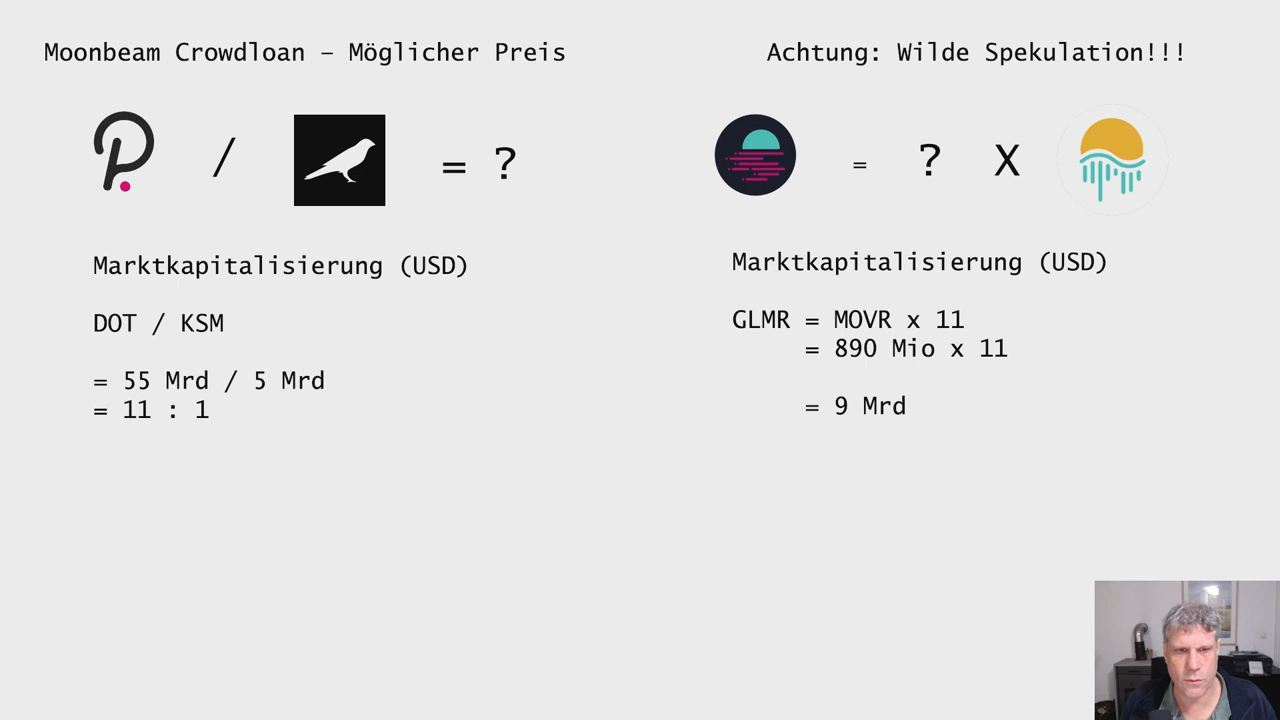 Moonbeam Crowdloan – Möglicher Preis
Achtung: Wilde Spekulation!!!
/ = ?
= ? X
Marktkapitalisierung (USD)
DOT / KSM
= 55 Mrd / 5 Mrd
= 11 : 1
Marktkapitalisierung (USD)
GLMR = MOVR x 11
= 890 Mio x 11
= 9 Mrd